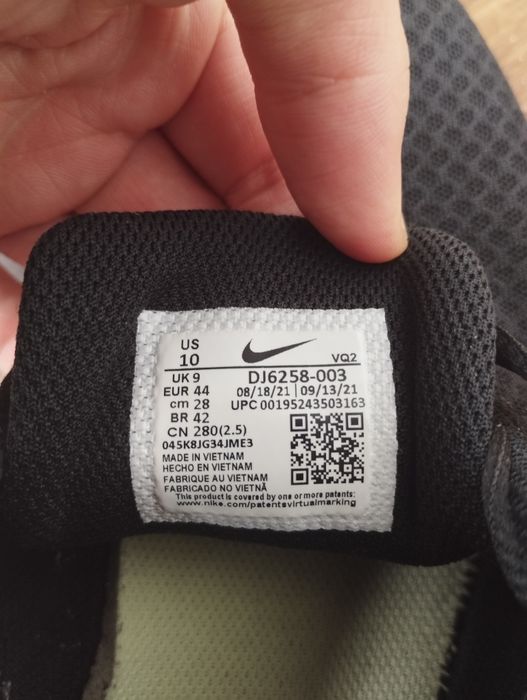 US
10
VQ2
UK 9
DJ6258-003
EUR 44
08/18/21 | 09/13/21
cm 28
UPC 00195243503163
BR 42
CN 280(2.5)
045K8JG34JME3
MADE IN VIETNAM
HECHO EN VIETNAM
FABRIQUE AU VIETNAM
FABRICADO NO VIETNÃ
This product is covered by one or more patents:
www.nike.com/patentsvirtualmarking